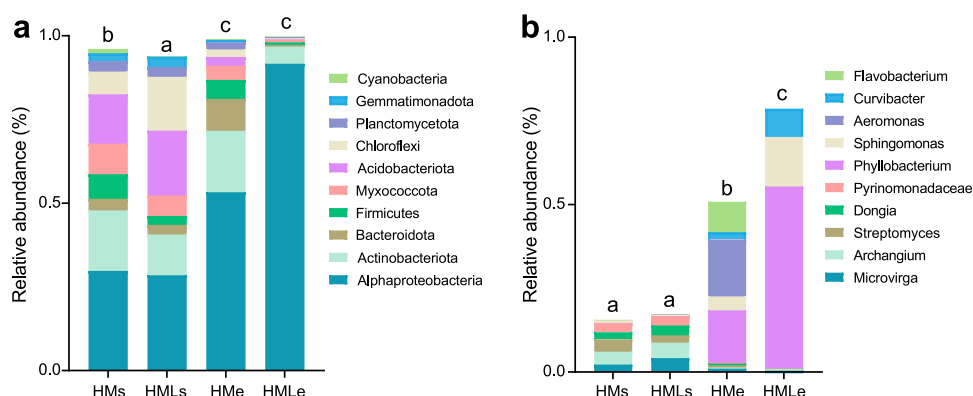 a
Relative abundance (%)
1.0
0.5
0.0
b
a
c
c
HMs
HMLs
HMe
HMLe
Cyanobacteria
Gemmatimonadota
Planctomycetota
Chloroflexi
Acidobacteriota
Myxococcota
Firmicutes
Bacteroidota
Actinobacteriota
Alphaproteobacteria
b
Relative abundance (%)
1.0
0.5
0.0
a
a
b
c
HMs
HMLs
HMe
HMLe
Flavobacterium
Curvibacter
Aeromonas
Sphingomonas
Phyllobacterium
Pyrinomonadaceae
Dongia
Streptomyces
Archangium
Microvirga